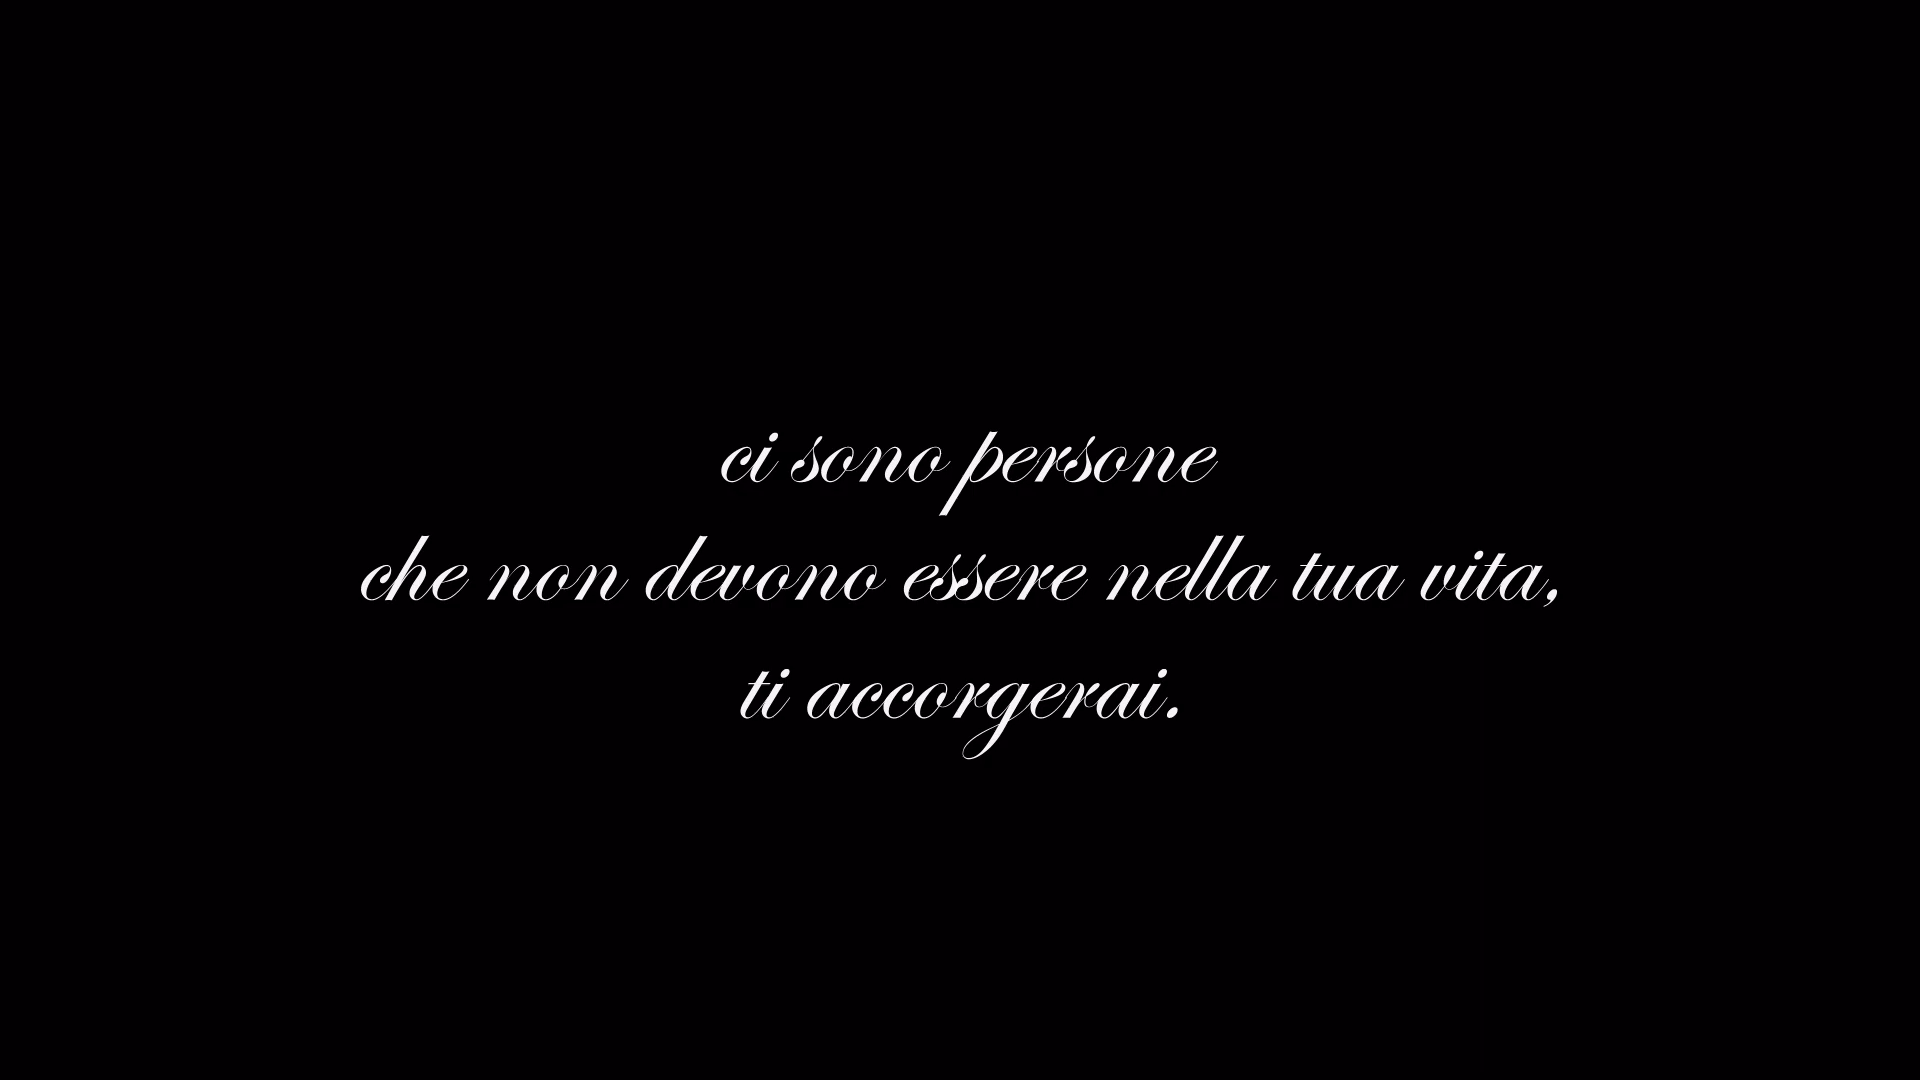 ci sono persone
che non devono essere nella tua vita,
ti accorgerai.